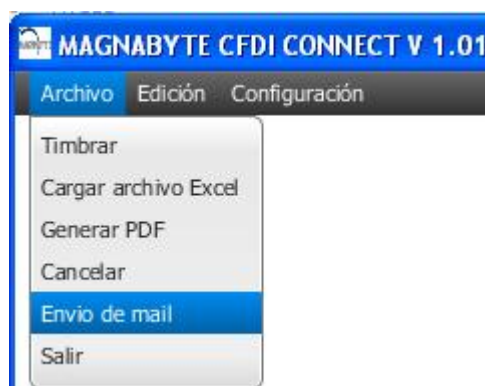 MAGNABYTE CFDI CONNECT V 1.01
Archivo Edición Configuración
Timbrar
Cargar archivo Excel
Generar PDF
Cancelar
Envio de mail
Salir